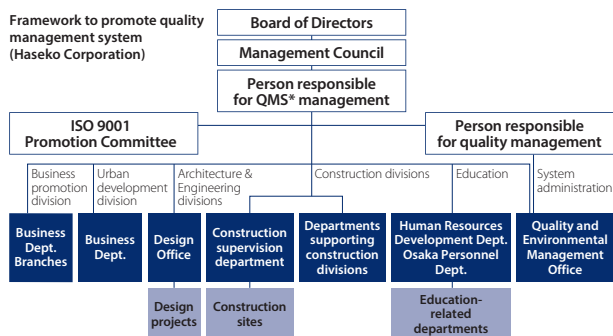 Framework to promote quality
management system
(Haseko Corporation)
Board of Directors
Management Council
Person responsible
for QMS* management
ISO 9001
Promotion Committee
Person responsible
for quality management
Business
promotion
division
Urban
development
division
Architecture &
Engineering
divisions
Construction divisions
Education
System
administration
Business
Dept.
Branches
Business
Dept.
Design
Office
Construction
supervision
department
Departments
supporting
construction
divisions
Human Resources
Development Dept.
Osaka Personnel
Dept.
Quality and
Environmental
Management
Office
Design
projects
Construction
sites
Education-
related
departments